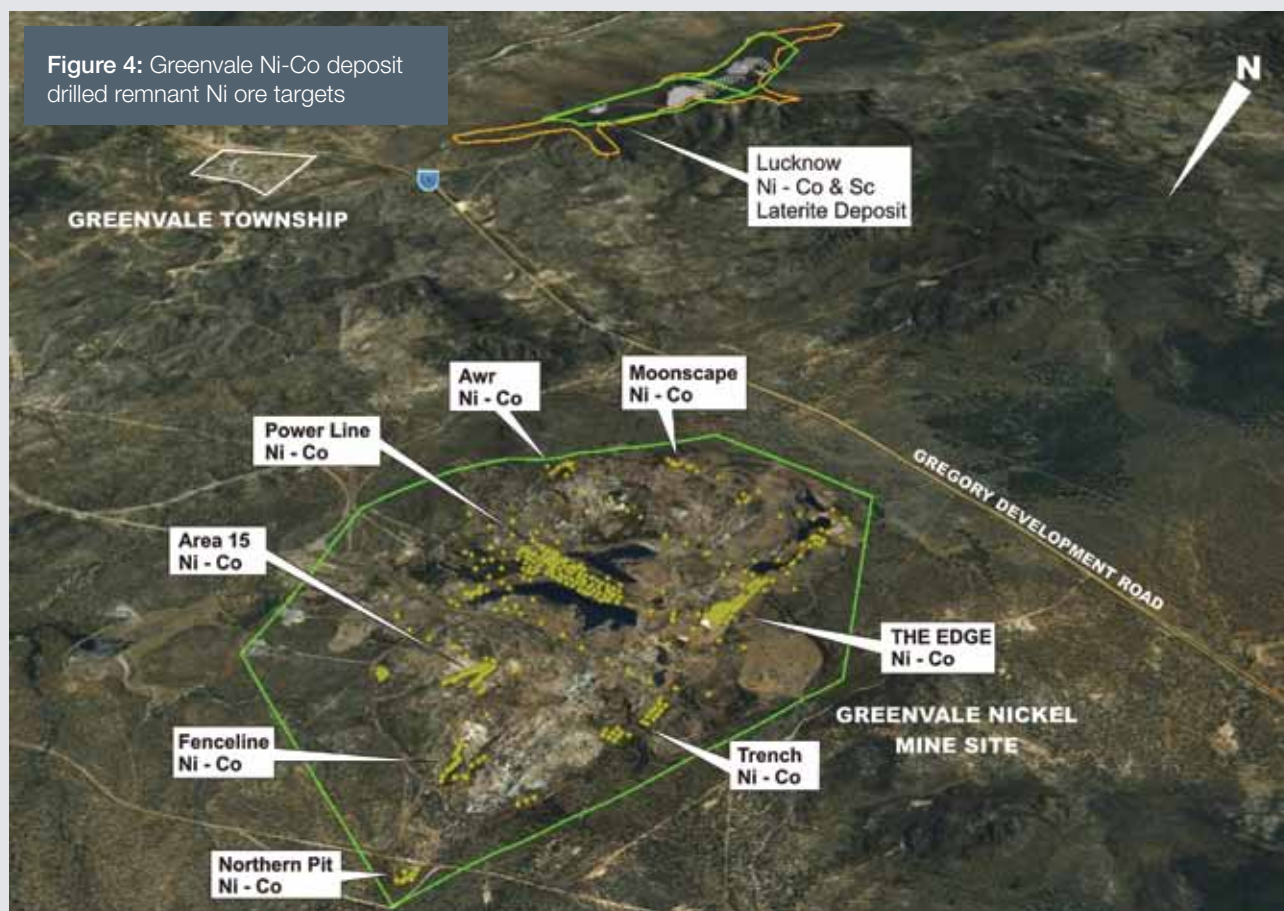 Figure 4: Greenvale Ni-Co deposit
drilled remnant Ni ore targets
N
Lucknow
Ni - Co & Sc
Laterite Deposit
GREENVALE TOWNSHIP
Awr
Ni - Co
Moonscape
Ni - Co
Power Line
Ni - Co
GREGORY DEVELOPMENT ROAD
Area 15
Ni - Co
THE EDGE
Ni - Co
GREENVALE NICKEL
MINE SITE
Fenceline
Ni - Co
Trench
Ni - Co
Northern Pit
Ni - Co